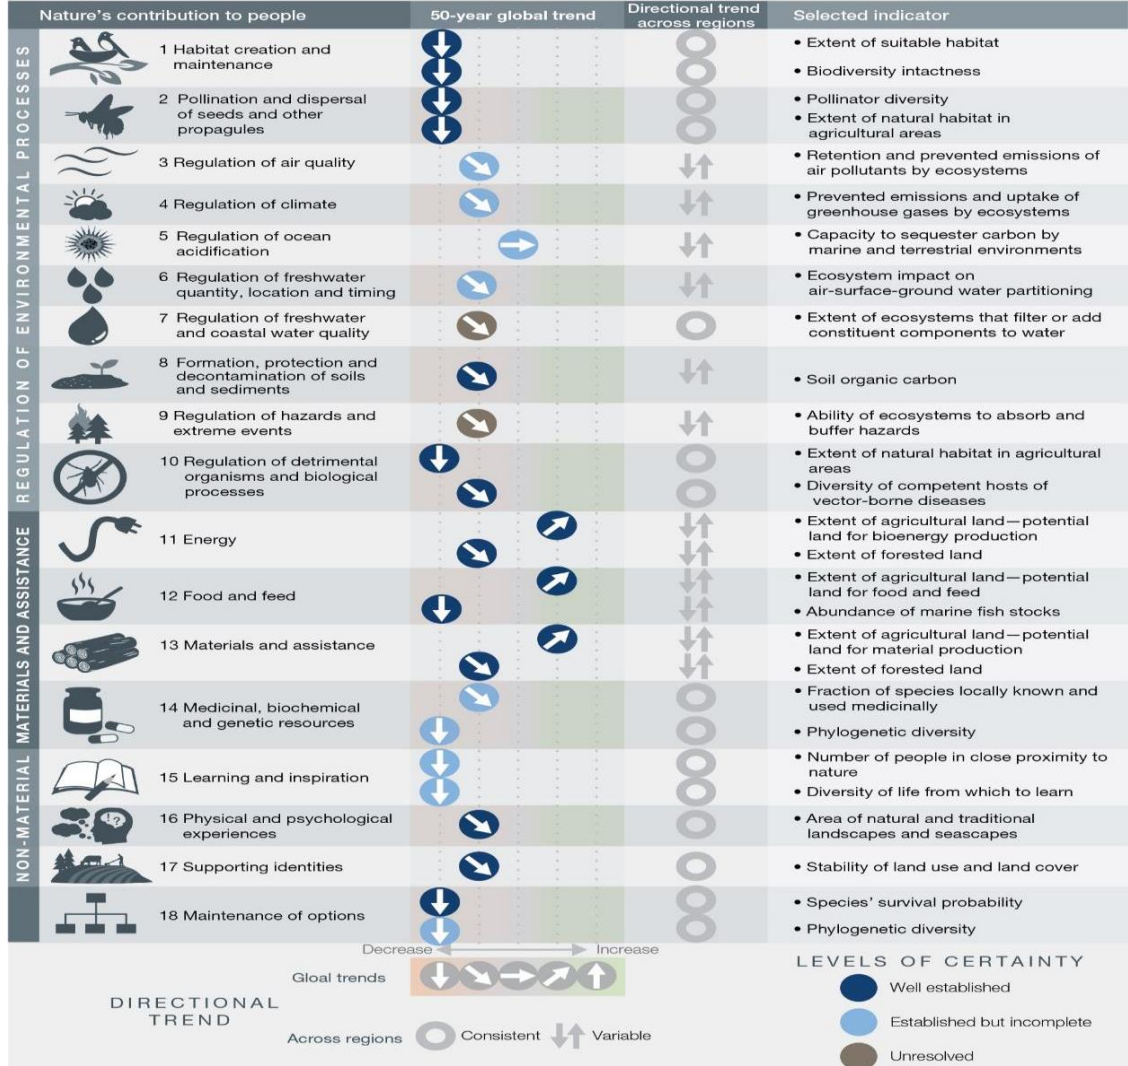 Nature's contribution to people
50-year global trend
Directional trend
across regions
Selected indicator
REGULATION OF ENVIRONMENTAL PROCESSES
1 Habitat creation and
maintenance
• Extent of suitable habitat
• Biodiversity intactness
2 Pollination and dispersal
of seeds and other
propagules
• Pollinator diversity
• Extent of natural habitat in
agricultural areas
3 Regulation of air quality
• Retention and prevented emissions of
air pollutants by ecosystems
4 Regulation of climate
• Prevented emissions and uptake of
greenhouse gases by ecosystems
5 Regulation of ocean
acidification
• Capacity to sequester carbon by
marine and terrestrial environments
6 Regulation of freshwater
quantity, location and timing
• Ecosystem impact on
air-surface-ground water partitioning
7 Regulation of freshwater
and coastal water quality
• Extent of ecosystems that filter or add
constituent components to water
8 Formation, protection and
decontamination of soils
and sediments
• Soil organic carbon
9 Regulation of hazards and
extreme events
• Ability of ecosystems to absorb and
buffer hazards
10 Regulation of detrimental
organisms and biological
processes
• Extent of natural habitat in agricultural
areas
• Diversity of competent hosts of
vector-borne diseases
MATERIALS AND ASSISTANCE
11 Energy
• Extent of agricultural land—potential
land for bioenergy production
• Extent of forested land
12 Food and feed
• Extent of agricultural land—potential
land for food and feed
• Abundance of marine fish stocks
13 Materials and assistance
• Extent of agricultural land—potential
land for material production
• Extent of forested land
14 Medicinal, biochemical
and genetic resources
• Fraction of species locally known and
used medicinally
• Phylogenetic diversity
NON-MATERIAL
15 Learning and inspiration
• Number of people in close proximity to
nature
• Diversity of life from which to learn
16 Physical and psychological
experiences
!?
• Area of natural and traditional
landscapes and seascapes
17 Supporting identities
• Stability of land use and land cover
18 Maintenance of options
• Species' survival probability
• Phylogenetic diversity
Decrease
Increase
Gloal trends
DIRECTIONAL
TREND
Across regions
Consistent
Variable
LEVELS OF CERTAINTY
Well established
Established but incomplete
Unresolved